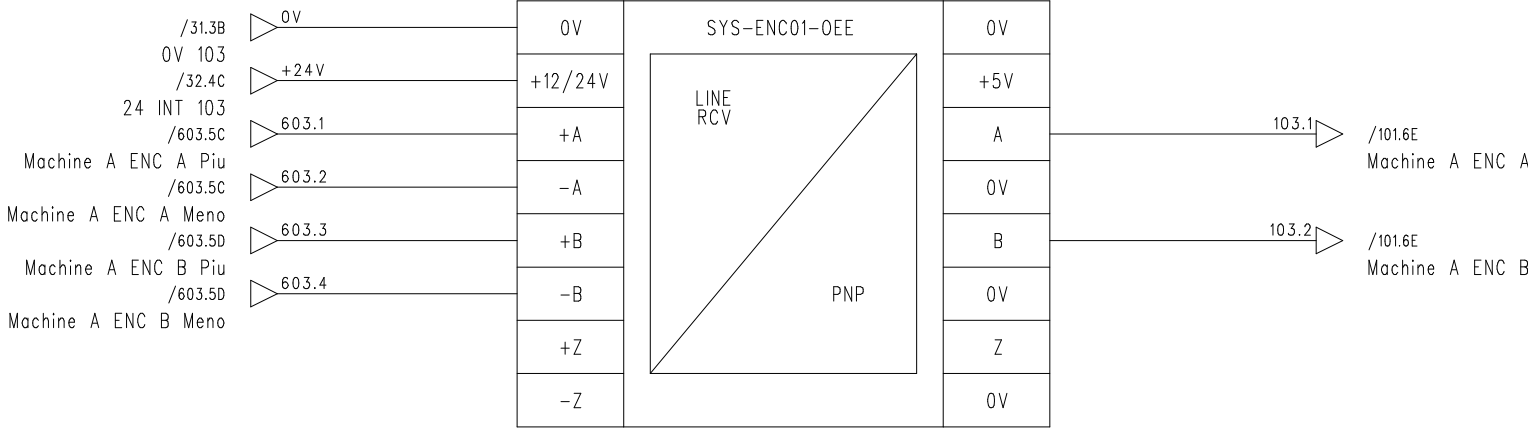 /31.3B
0V
0V 103
/32.4C
+24V
24 INT 103
/603.5C
603.1
Machine A ENC A Piu
/603.5C
603.2
Machine A ENC A Meno
/603.5D
603.3
Machine A ENC B Piu
/603.5D
603.4
Machine A ENC B Meno
0V
+12/24V
+A
-A
+B
-B
+Z
-Z
SYS-ENC01-OEE
LINE
RCV
PNP
0V
+5V
A
0V
B
0V
Z
0V
103.1
/101.6E
Machine A ENC A
103.2
/101.6E
Machine A ENC B